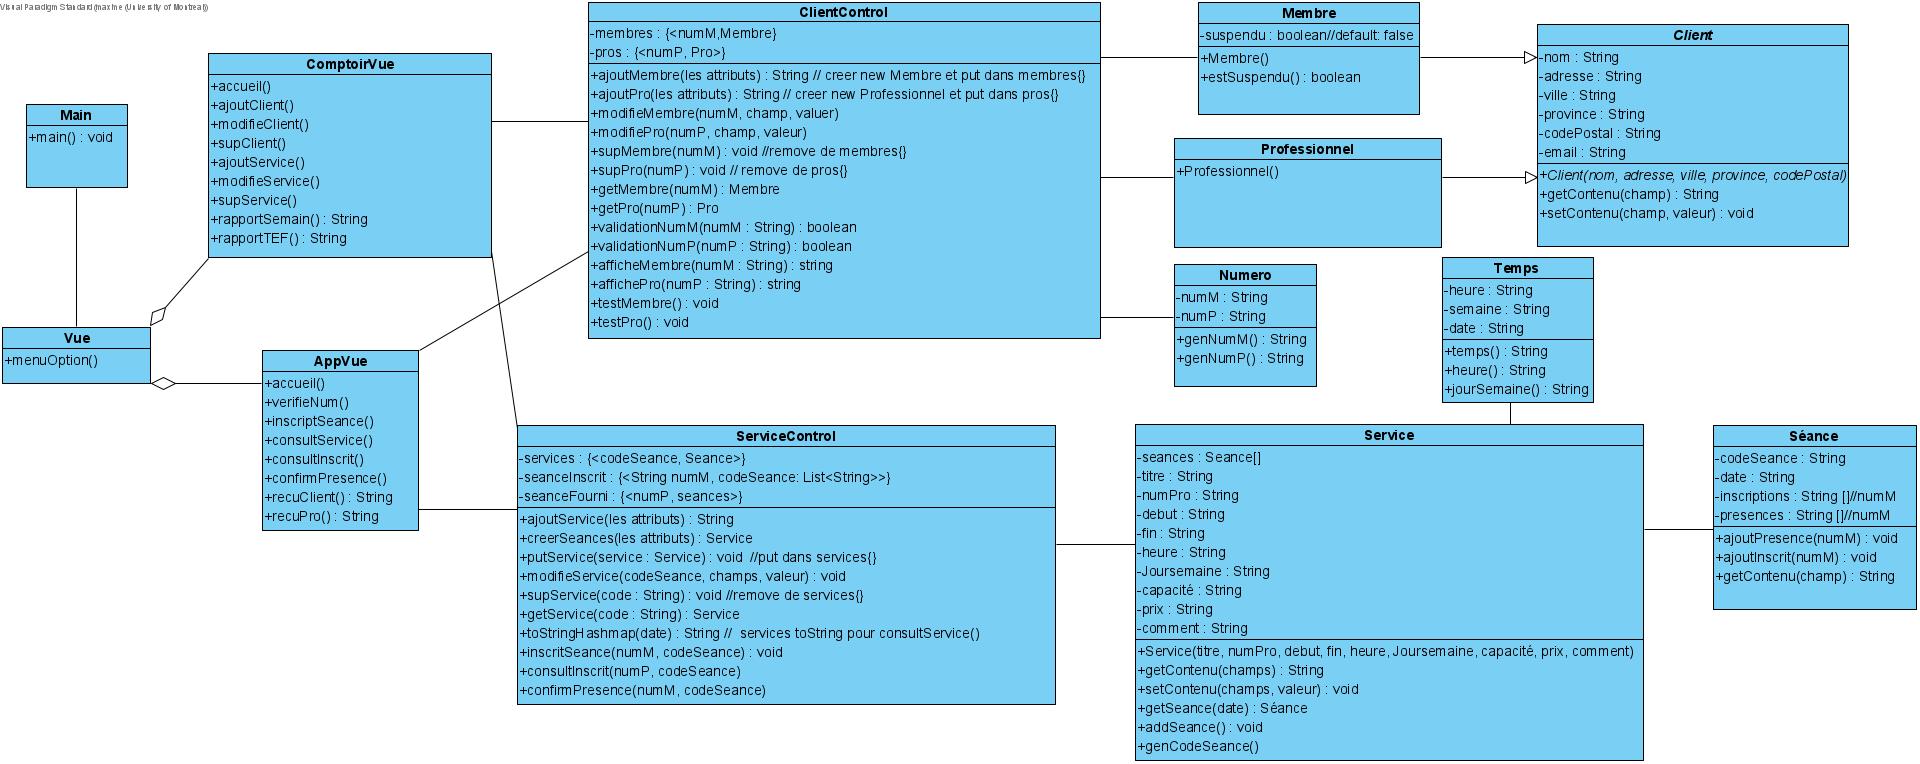 Visual Paradigm Standard(maxime(University of Montreal))
Main
+main() : void
Vue
+menuOption()
ComptoirVue
+accueil()
+ajoutClient()
+modifieClient()
+supClient()
+ajoutService()
+modifieService()
+supService()
+rapportSemain() : String
+rapportTEF() : String
AppVue
+accueil()
+verifieNum()
+inscriptSeance()
+consultService()
+consultInscrit()
+confirmPresence()
+recuClient() : String
+recuPro() : String
ClientControl
-membres : {<numM,Membre}
-pros : {<numP, Pro>}
+ajoutMembre(les attributs) : String // creer new Membre et put dans membres{}
+ajoutPro(les attributs) : String // creer new Professionnel et put dans pros{}
+modifieMembre(numM, champ, valuer)
+modifiePro(numP, champ, valeur)
+supMembre(numM) : void //remove de membres{}
+supPro(numP) : void // remove de pros{}
+getMembre(numM) : Membre
+getPro(numP) : Pro
+validationNumM(numM : String) : boolean
+validationNumP(numP : String) : boolean
+afficheMembre(numM : String) : string
+affichePro(numP : String) : string
+testMembre() : void
+testPro() : void
ServiceControl
-services : {<codeSeance, Seance>}
-seanceInscrit : {<String numM, codeSeance: List<String>>}
-seanceFourni : {<numP, seances>}
+ajoutService(les attributs) : String
+creerSeances(les attributs) : Service
+putService(service : Service) : void //put dans services{}
+modifieService(codeSeance, champs, valeur) : void
+supService(code : String) : void //remove de services{}
+getService(code : String) : Service
+toStringHashmap(date) : String // services toString pour consultService()
+inscritSeance(numM, codeSeance) : void
+consultInscrit(numP, codeSeance)
+confirmPresence(numM, codeSeance)
Membre
-suspendu : boolean//default: false
+Membre()
+estSuspendu() : boolean
Professionnel
+Professionnel()
Numero
-numM : String
-numP : String
+genNumM() : String
+genNumP() : String
Client
-nom : String
-adresse : String
-ville : String
-province : String
-codePostal : String
-email : String
+Client(nom, adresse, ville, province, codePostal)
+getContenu(champ) : String
+setContenu(champ, valeur) : void
Temps
-heure : String
-semaine : String
-date : String
+temps() : String
+heure() : String
+jourSemaine() : String
Service
-seances : Seance[]
-titre : String
-numPro : String
-debut : String
-fin : String
-heure : String
-Joursemaine : String
-capacité : String
-prix : String
-comment : String
+Service(titre, numPro, debut, fin, heure, Joursemaine, capacité, prix, comment)
+getContenu(champs) : String
+setContenu(champs, valeur) : void
+getSeance(date) : Séance
+addSeance() : void
+genCodeSeance()
Séance
-codeSeance : String
-date : String
-inscriptions : String []//numM
-presences : String []//numM
+ajoutPresence(numM) : void
+ajoutInscrit(numM) : void
+getContenu(champ) : String